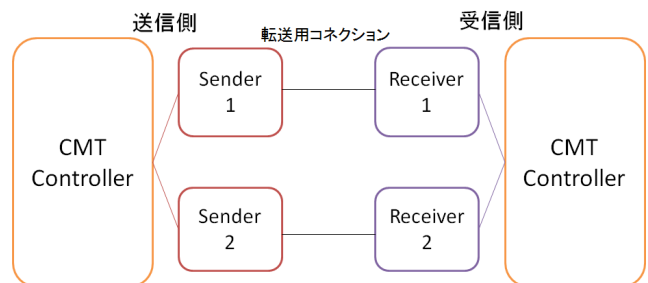 送信側
転送用コネクション
受信側
CMT
Controller
Sender
1
Receiver
1
CMT
Controller
Sender
2
Receiver
2